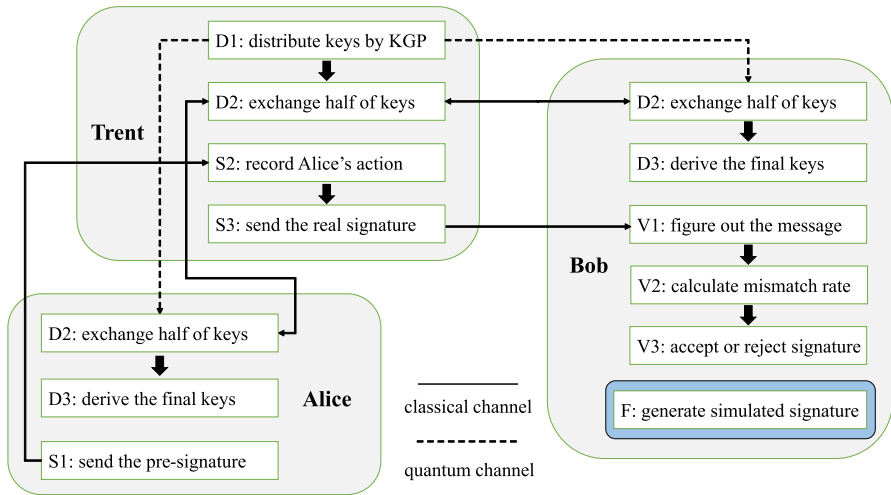 D1: distribute keys by KGP
D2: exchange half of keys
Trent
S2: record Alice's action
S3: send the real signature
D2: exchange half of keys
D3: derive the final keys
V1: figure out the message
Bob
V2: calculate mismatch rate
V3: accept or reject signature
F: generate simulated signature
D2: exchange half of keys
D3: derive the final keys
Alice
S1: send the pre-signature
classical channel
quantum channel